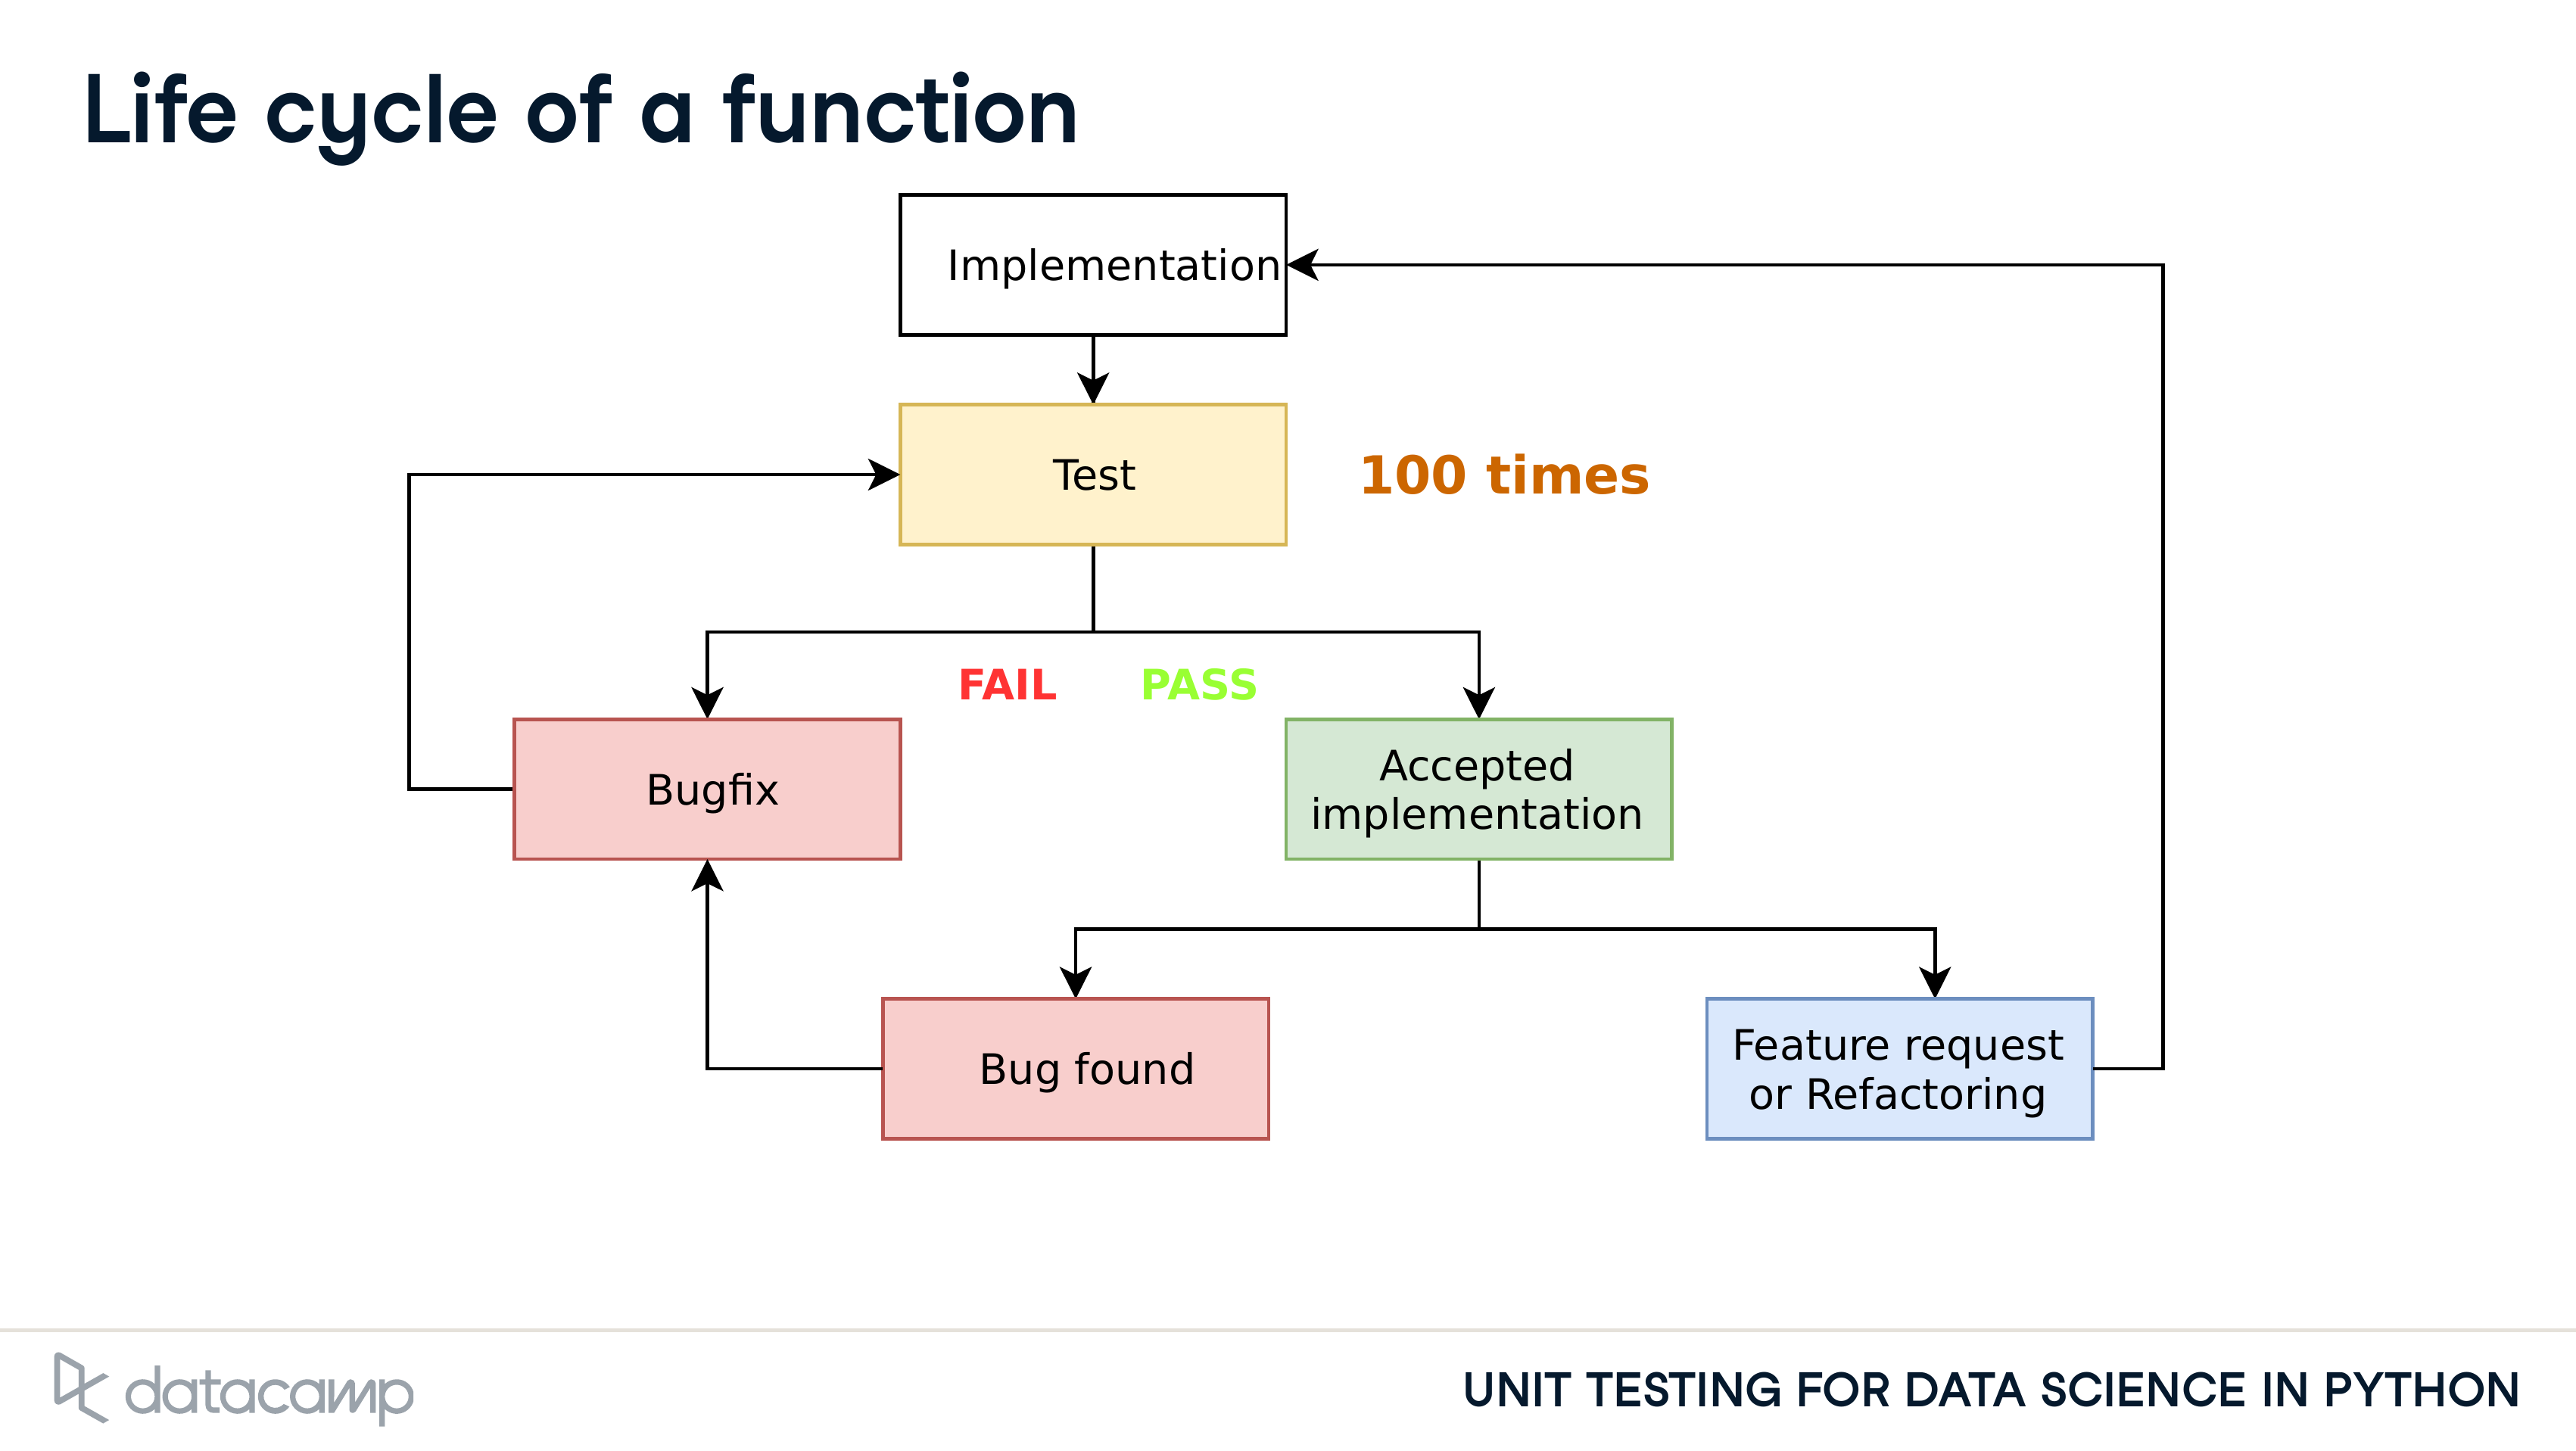 Life cycle of a function
Implementation
Test
100 times
FAIL
PASS
Bugfix
Accepted
implementation
Bug found
Feature request
or Refactoring
datacamp
UNIT TESTING FOR DATA SCIENCE IN PYTHON